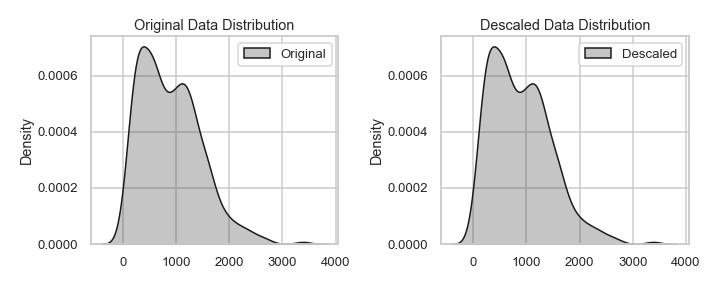 Original Data Distribution
Original
Density
0.0006
0.0004
0.0002
0.0000
0 1000 2000 3000 4000
Descaled Data Distribution
Descaled
Density
0.0006
0.0004
0.0002
0.0000
0 1000 2000 3000 4000